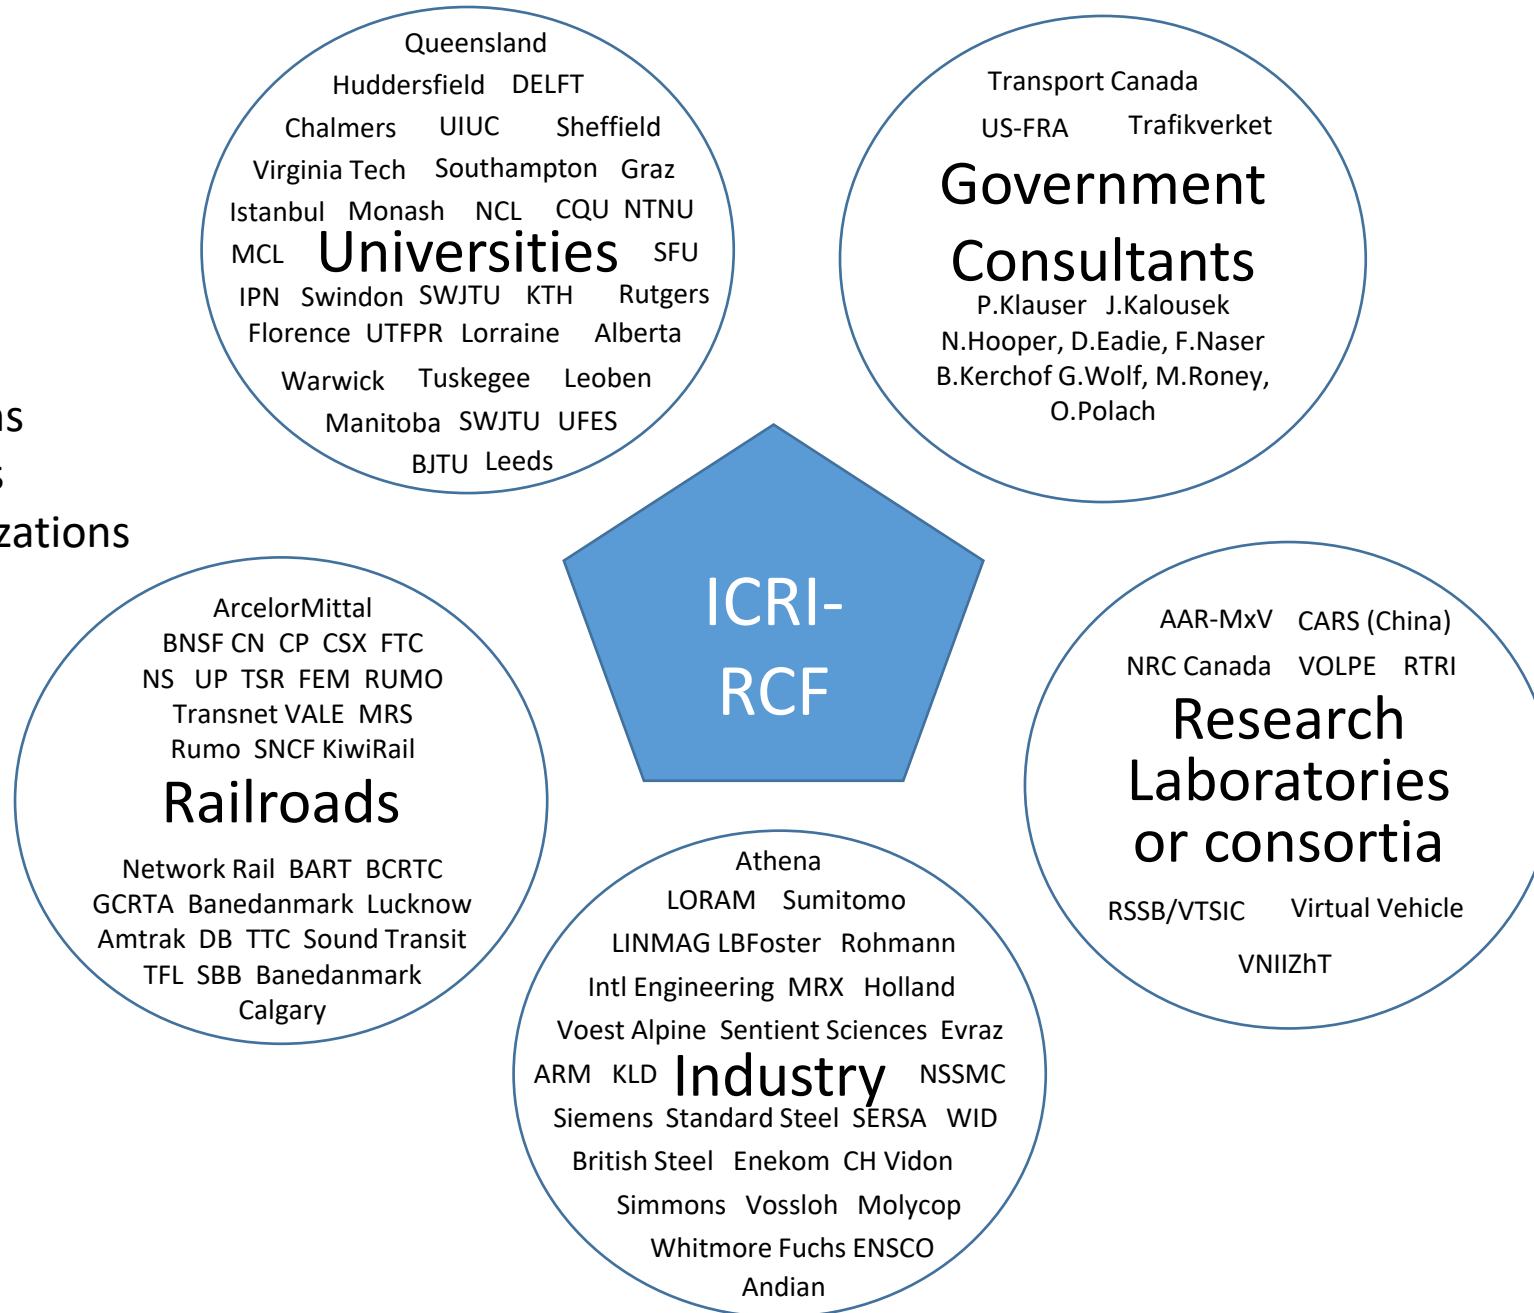 Queensland
Huddersfield DELFT
Chalmers UIUC Sheffield
Virginia Tech Southampton Graz
Istanbul Monash NCL CQU NTNU
MCL Universities SFU
IPN Swindon SWJTU KTH Rutgers
Florence UTFPR Lorraine Alberta
Warwick Tuskegee Leoben
Manitoba SWJTU UFES
BJTU Leeds
Transport Canada
US-FRA Trafikverket
Government
Consultants
P.Klauser J.Kalousek
N.Hooper, D.Eadie, F.Naser
B.Kerchof G.Wolf, M.Roney,
O.Polach
ICRI-
RCF
ArcelorMittal
BNSF CN CP CSX FTC
NS UP TSR FEM RUMO
Transnet VALE MRS
Rumo SNCF KiwiRail
Railroads
Network Rail BART BCRTC
GCRTA Banedanmark Lucknow
Amtrak DB TTC Sound Transit
TFL SBB Banedanmark
Calgary
AAR-MxV CARS (China)
NRC Canada VOLPE RTRI
Research
Laboratories
or consortia
RSSB/VTSIC Virtual Vehicle
VNIIZhT
Athena
LORAM Sumitomo
LINMAG LBFoster Rohmann
Intl Engineering MRX Holland
Voest Alpine Sentient Sciences Evraz
ARM KLD Industry NSSMC
Siemens Standard Steel SERSA WID
British Steel Enekom CH Vidon
Simmons Vossloh Molycop
Whitmore Fuchs ENSCO
Andian